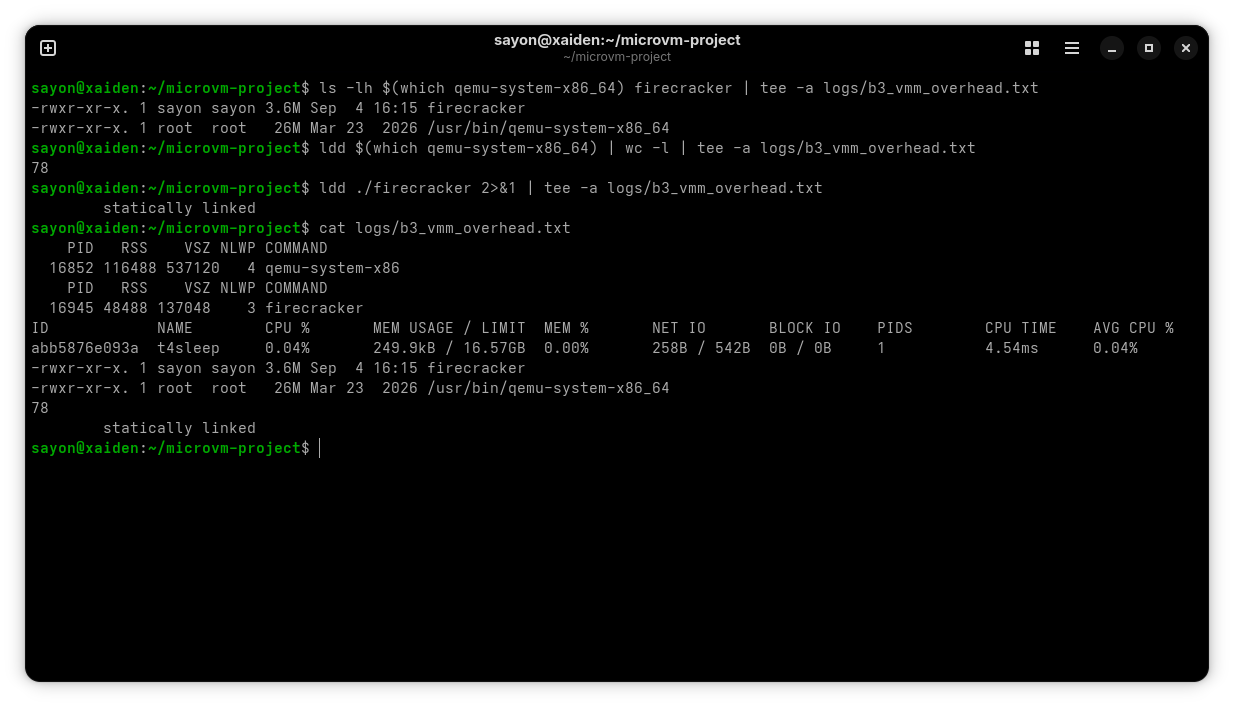 sayon@xaiden:~/microvm-project
~/microvm-project
sayon@xaiden:~/microvm-project$ ls -lh $(which qemu-system-x86_64) firecracker | tee -a logs/b3_vmm_overhead.txt
-rwxr-xr-x. 1 sayon sayon 3.6M Sep  4 16:15 firecracker
-rwxr-xr-x. 1 root  root   26M Mar 23  2026 /usr/bin/qemu-system-x86_64
sayon@xaiden:~/microvm-project$ ldd $(which qemu-system-x86_64) | wc -l | tee -a logs/b3_vmm_overhead.txt
78
sayon@xaiden:~/microvm-project$ ldd ./firecracker 2>&1 | tee -a logs/b3_vmm_overhead.txt
        statically linked
sayon@xaiden:~/microvm-project$ cat logs/b3_vmm_overhead.txt
    PID   RSS    VSZ NLWP COMMAND
  16852 116488 537120   4 qemu-system-x86
    PID   RSS    VSZ NLWP COMMAND
  16945 48488 137048    3 firecracker
ID            NAME        CPU %       MEM USAGE / LIMIT  MEM %       NET IO       BLOCK IO    PIDS        CPU TIME    AVG CPU %
abb5876e093a  t4sleep     0.04%       249.9kB / 16.57GB  0.00%       258B / 542B  0B / 0B     1           4.54ms      0.04%
-rwxr-xr-x. 1 sayon sayon 3.6M Sep  4 16:15 firecracker
-rwxr-xr-x. 1 root  root   26M Mar 23  2026 /usr/bin/qemu-system-x86_64
78
        statically linked
sayon@xaiden:~/microvm-project$